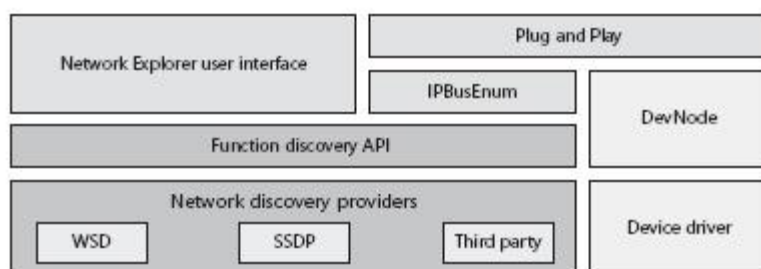 Network Explorer user interface
Plug and Play
IPBusEnum
DevNode
Function discovery API
Network discovery providers
WSD
SSDP
Third party
Device driver